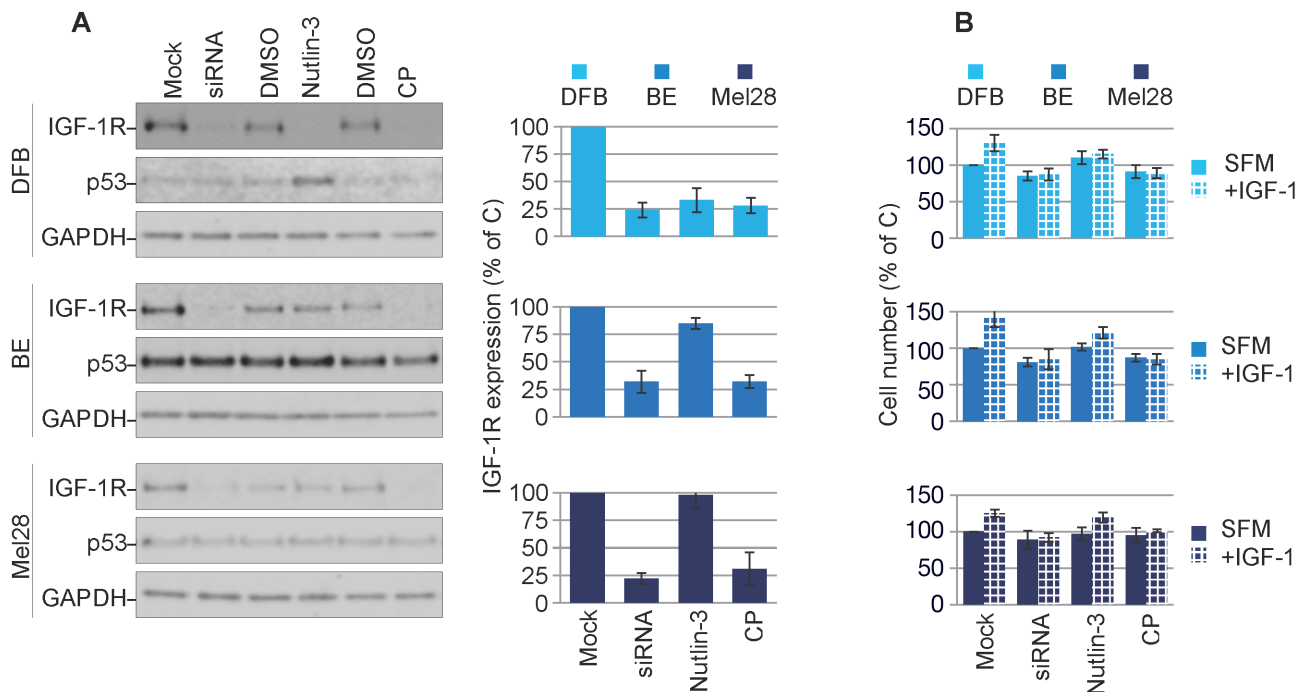 A
Mock
siRNA
DMSO
Nutlin-3
DMSO
CP
DFB
IGF-1R
p53
GAPDH
BE
IGF-1R
p53
GAPDH
Mel28
IGF-1R
p53
GAPDH
DFB BE Mel28
IGF-1R expression (% of C)
100
75
50
25
0
100
75
50
25
0
100
75
50
25
0
Mock
siRNA
Nutlin-3
CP
B
DFB BE Mel28
Cell number (% of C)
150
100
50
0
SFM
+IGF-1
150
100
50
0
SFM
+IGF-1
150
100
50
0
SFM
+IGF-1
Mock
siRNA
Nutlin-3
CP